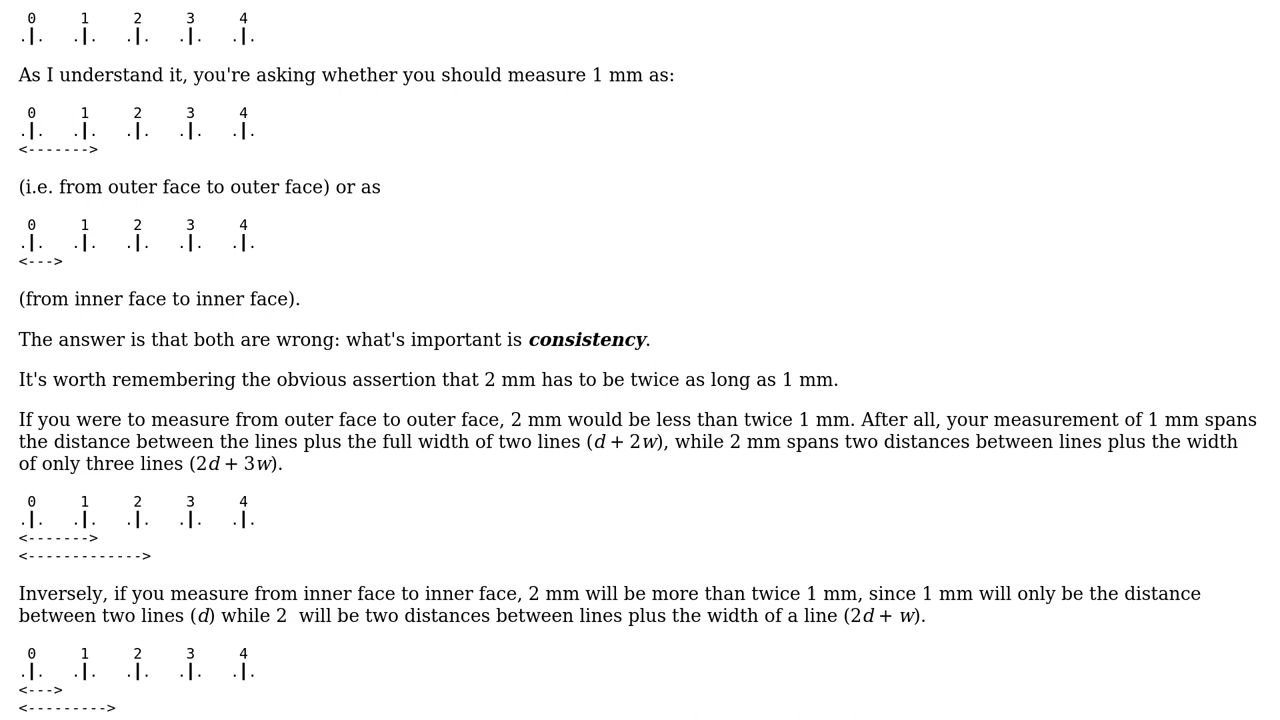 0     1     2     3     4
.|.   .|.   .|.   .|.   .|.
As I understand it, you're asking whether you should measure 1 mm as:
0     1     2     3     4
.|.   .|.   .|.   .|.   .|.
<------->
(i.e. from outer face to outer face) or as
0     1     2     3     4
.|.   .|.   .|.   .|.   .|.
<--->
(from inner face to inner face).
The answer is that both are wrong: what's important is consistency.
It's worth remembering the obvious assertion that 2 mm has to be twice as long as 1 mm.
If you were to measure from outer face to outer face, 2 mm would be less than twice 1 mm. After all, your measurement of 1 mm spans
the distance between the lines plus the full width of two lines (d + 2w), while 2 mm spans two distances between lines plus the width
of only three lines (2d + 3w).
0     1     2     3     4
.|.   .|.   .|.   .|.   .|.
<------->
<------------->
Inversely, if you measure from inner face to inner face, 2 mm will be more than twice 1 mm, since 1 mm will only be the distance
between two lines (d) while 2  will be two distances between lines plus the width of a line (2d + w).
0     1     2     3     4
.|.   .|.   .|.   .|.   .|.
<--->
<--------->